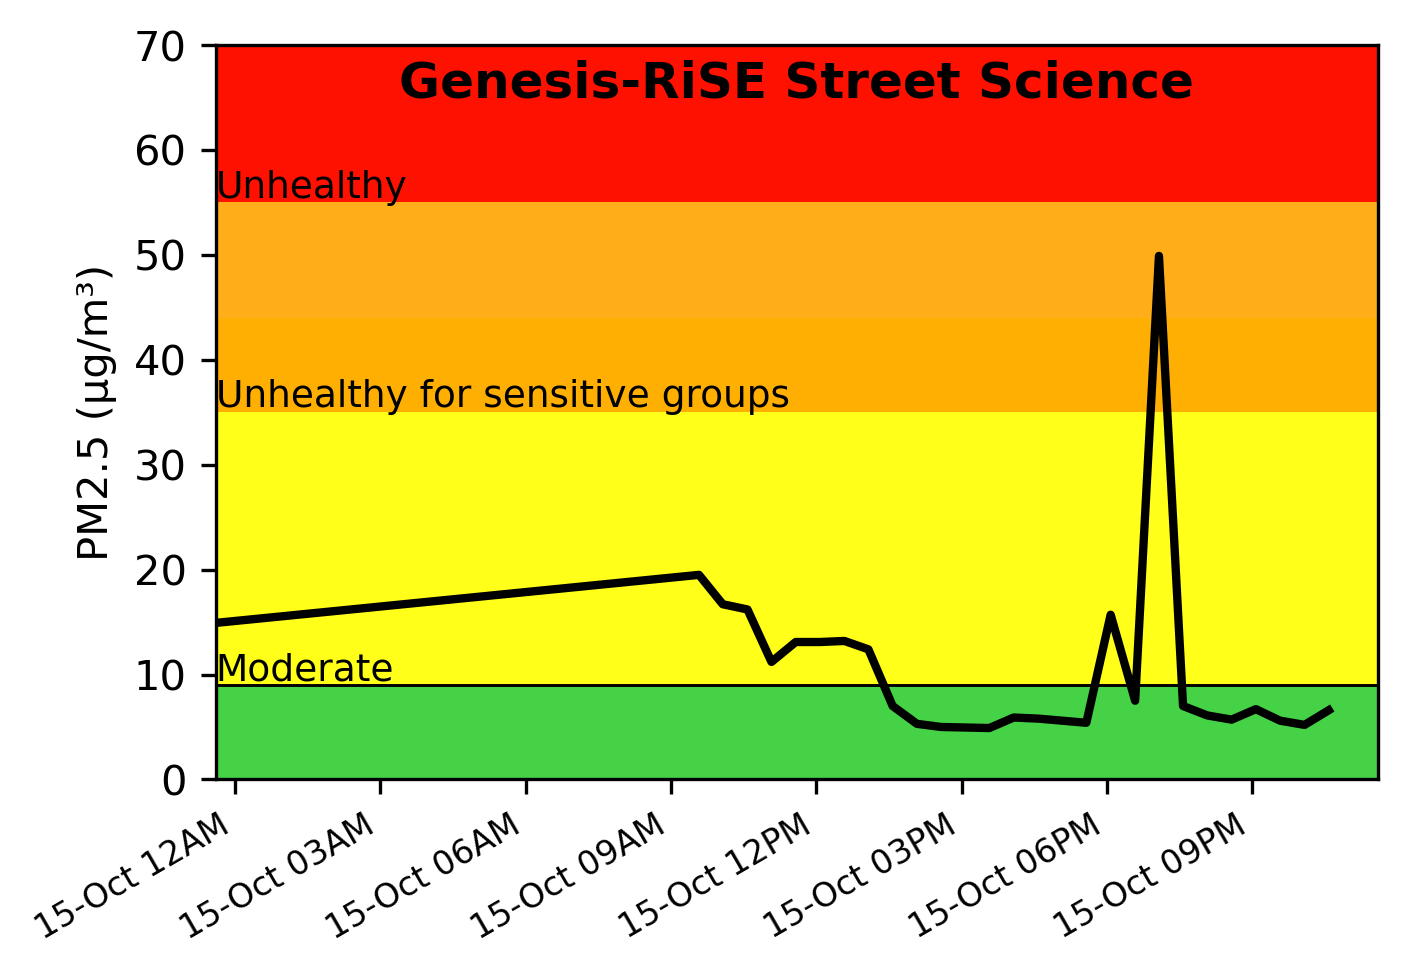 Genesis-RiSE Street Science
PM2.5 (μg/m³)
70
60
50
40
30
20
10
0
Unhealthy
Unhealthy for sensitive groups
Moderate
15-Oct 12AM
15-Oct 03AM
15-Oct 06AM
15-Oct 09AM
15-Oct 12PM
15-Oct 03PM
15-Oct 06PM
15-Oct 09PM